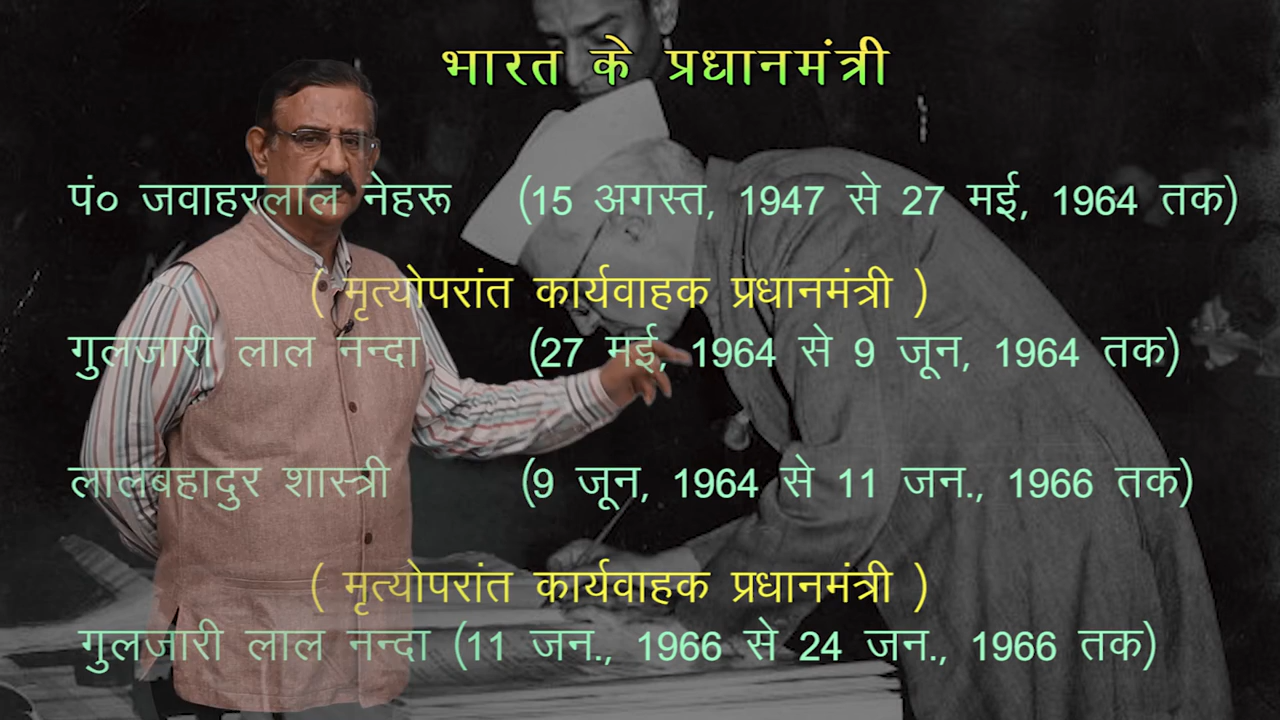 भारत के प्रधानमंत्री
पं० जवाहरलाल नेहरू (15 अगस्त, 1947 से 27 मई, 1964 तक)
( मृत्योपरांत कार्यवाहक प्रधानमंत्री )
गुलजारी लाल नन्दा (27 मई, 1964 से 9 जून, 1964 तक)
लालबहादुर शास्त्री (9 जून, 1964 से 11 जन., 1966 तक)
( मृत्योपरांत कार्यवाहक प्रधानमंत्री )
गुलजारी लाल नन्दा (11 जन., 1966 से 24 जन., 1966 तक)